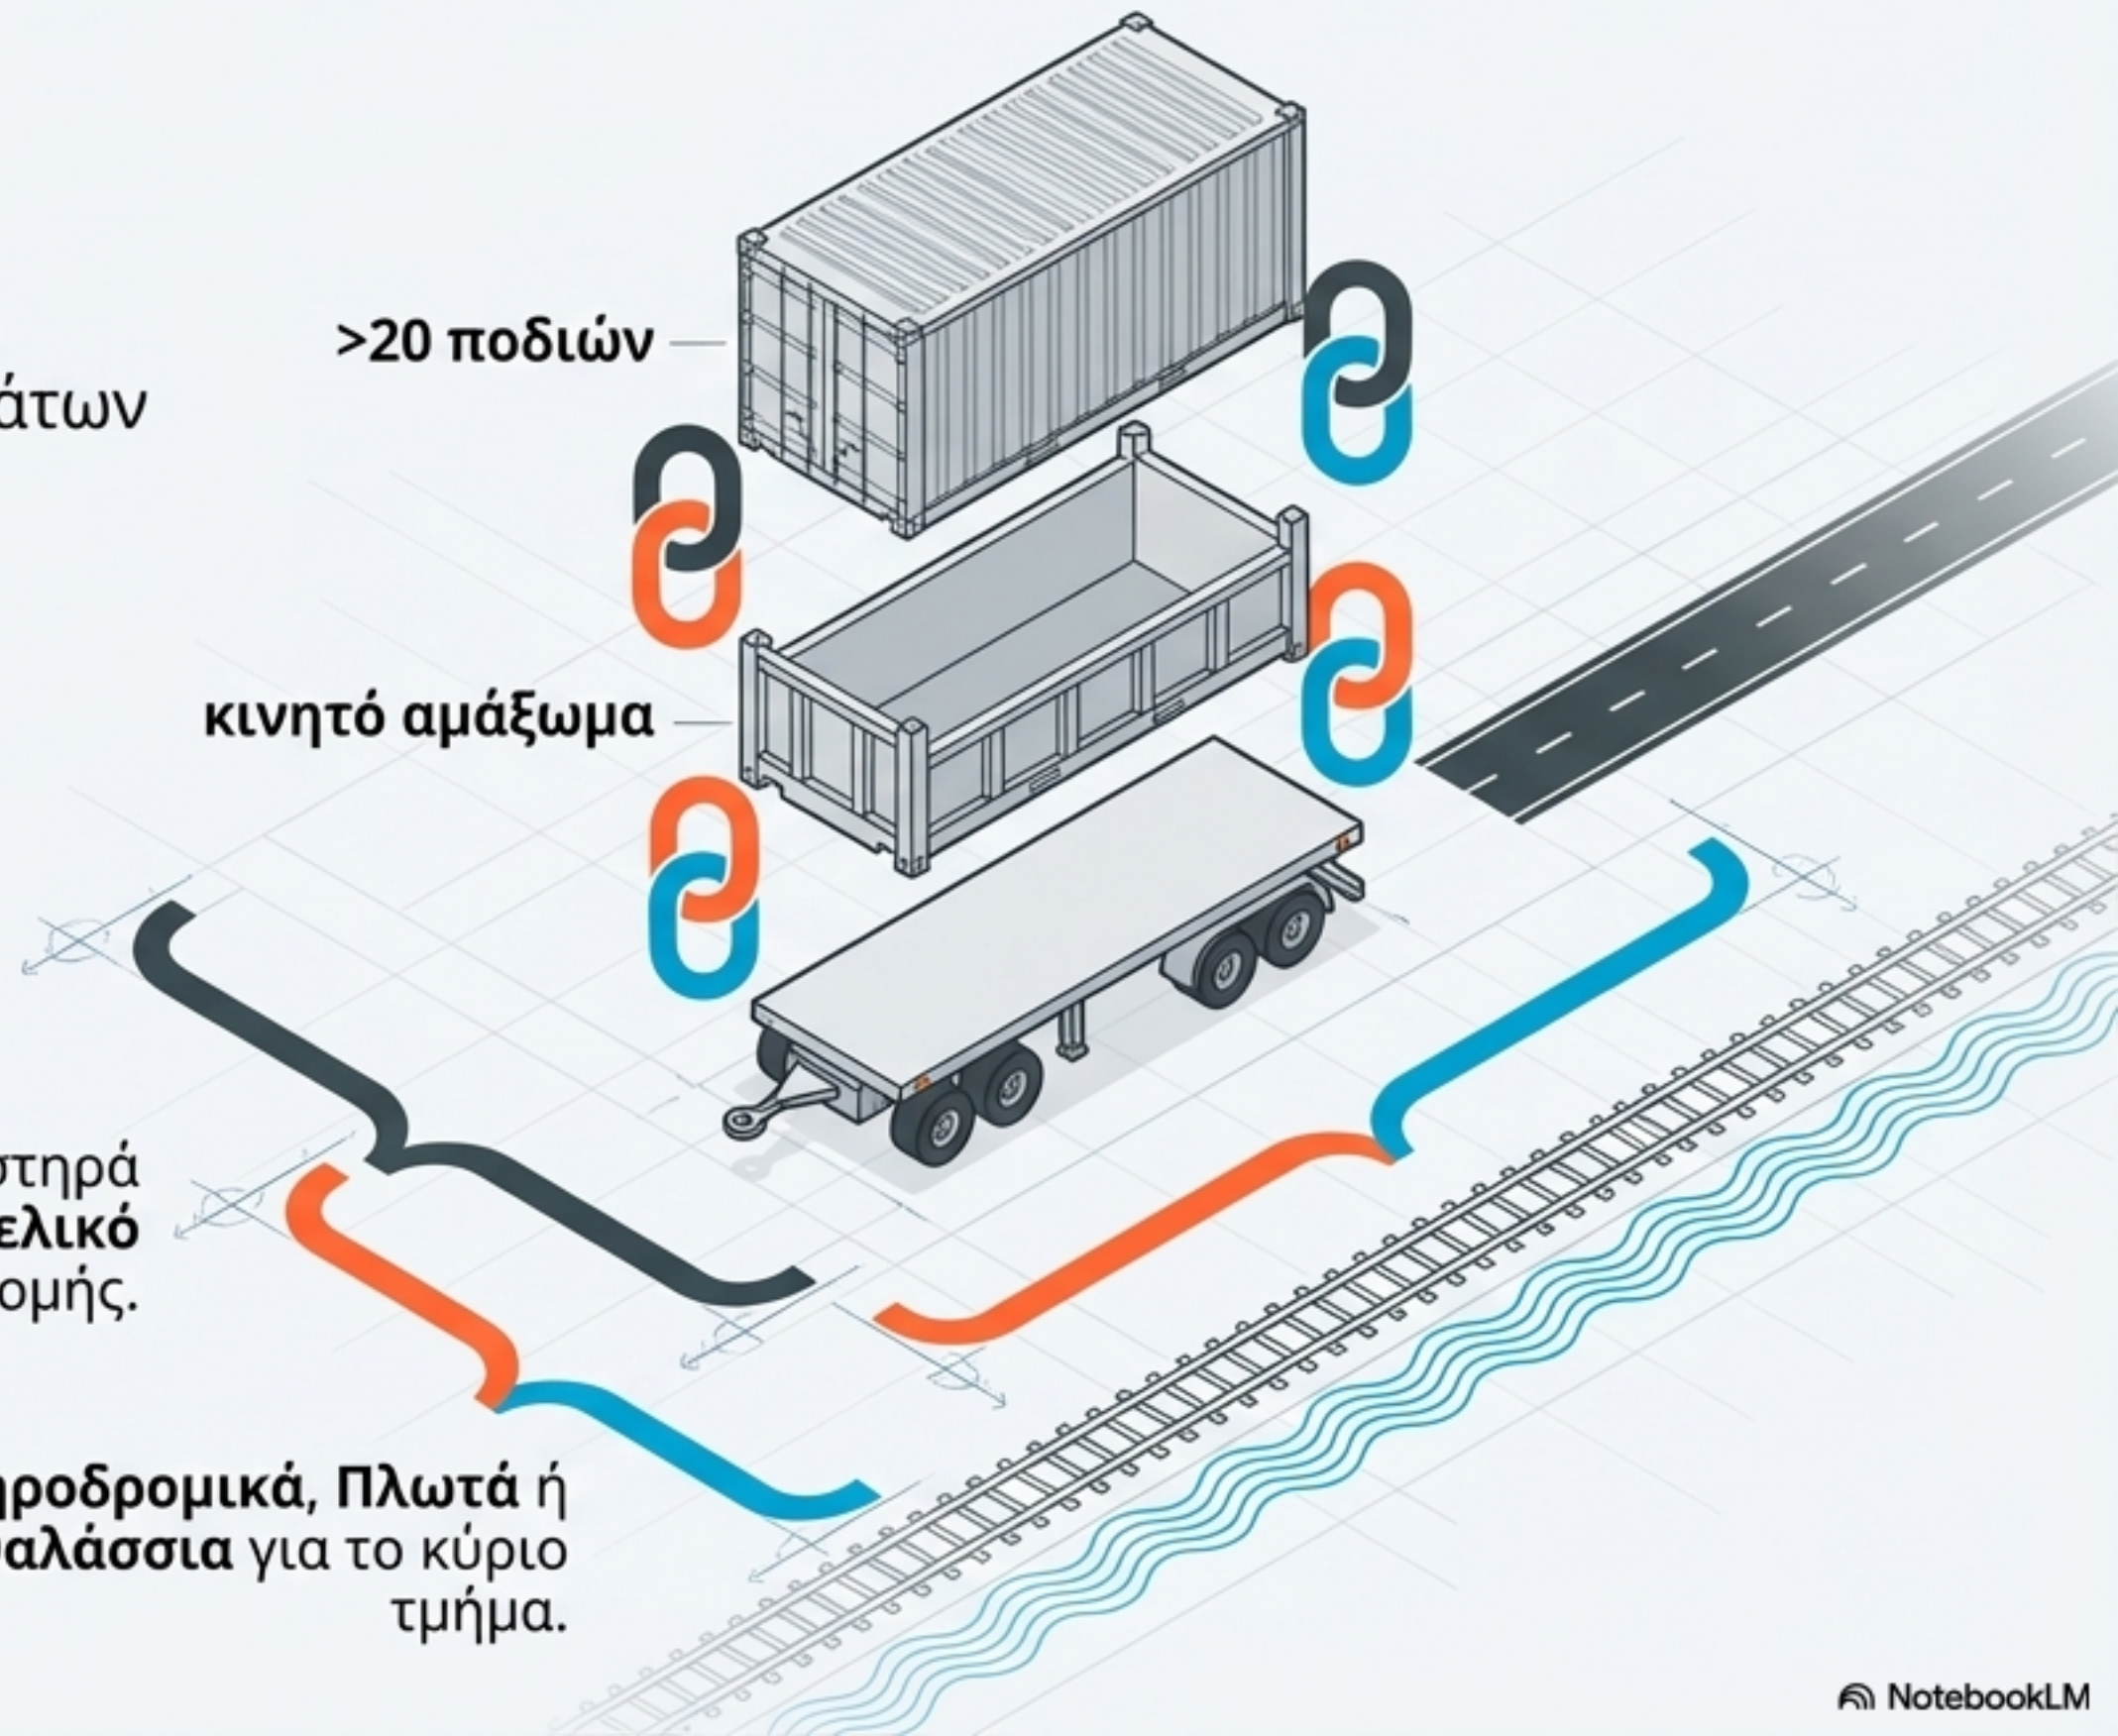 >20 ποδιών
άτων
κινητό αμάξωμα
στηρά
ελικό
ομής.
ηροδρομικά, Πλωτά ή
αλάσσια για το κύριο
τμήμα.
NotebookLM